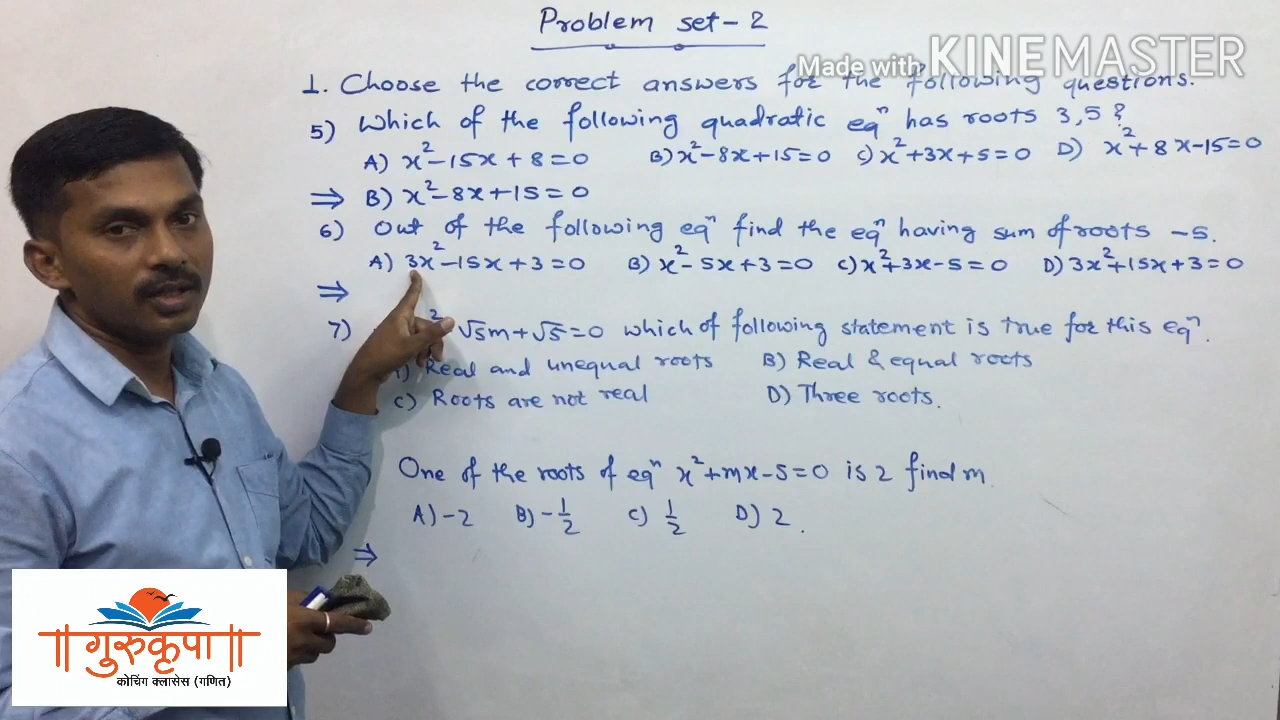 Problem set - 2
Made with KINEMASTER
1. Choose the correct answers for the following questions.
5) Which of the following quadratic eqⁿ has roots 3,5?
A) x² - 15x + 8 = 0 B) x² - 8x + 15 = 0 C) x² + 3x + 5 = 0 D) x² + 8x - 15 = 0
⇒ B) x² - 8x + 15 = 0
6) Out of the following eqⁿ find the eqⁿ having sum of roots -5.
A) 3x² - 15x + 3 = 0 B) x² - 5x + 3 = 0 C) x² + 3x - 5 = 0 D) 3x² + 15x + 3 = 0
⇒
7) ² √5m + √5 = 0 which of following statement is true for this eqⁿ.
A) Real and unequal roots B) Real & equal roots
C) Roots are not real D) Three roots.
One of the roots of eqⁿ x² + mx - 5 = 0 is 2 find m
A) -2 B) -1/2 C) 1/2 D) 2.
⇒
॥ गुरुकृपा ॥
कोचिंग क्लासेस (गणित)